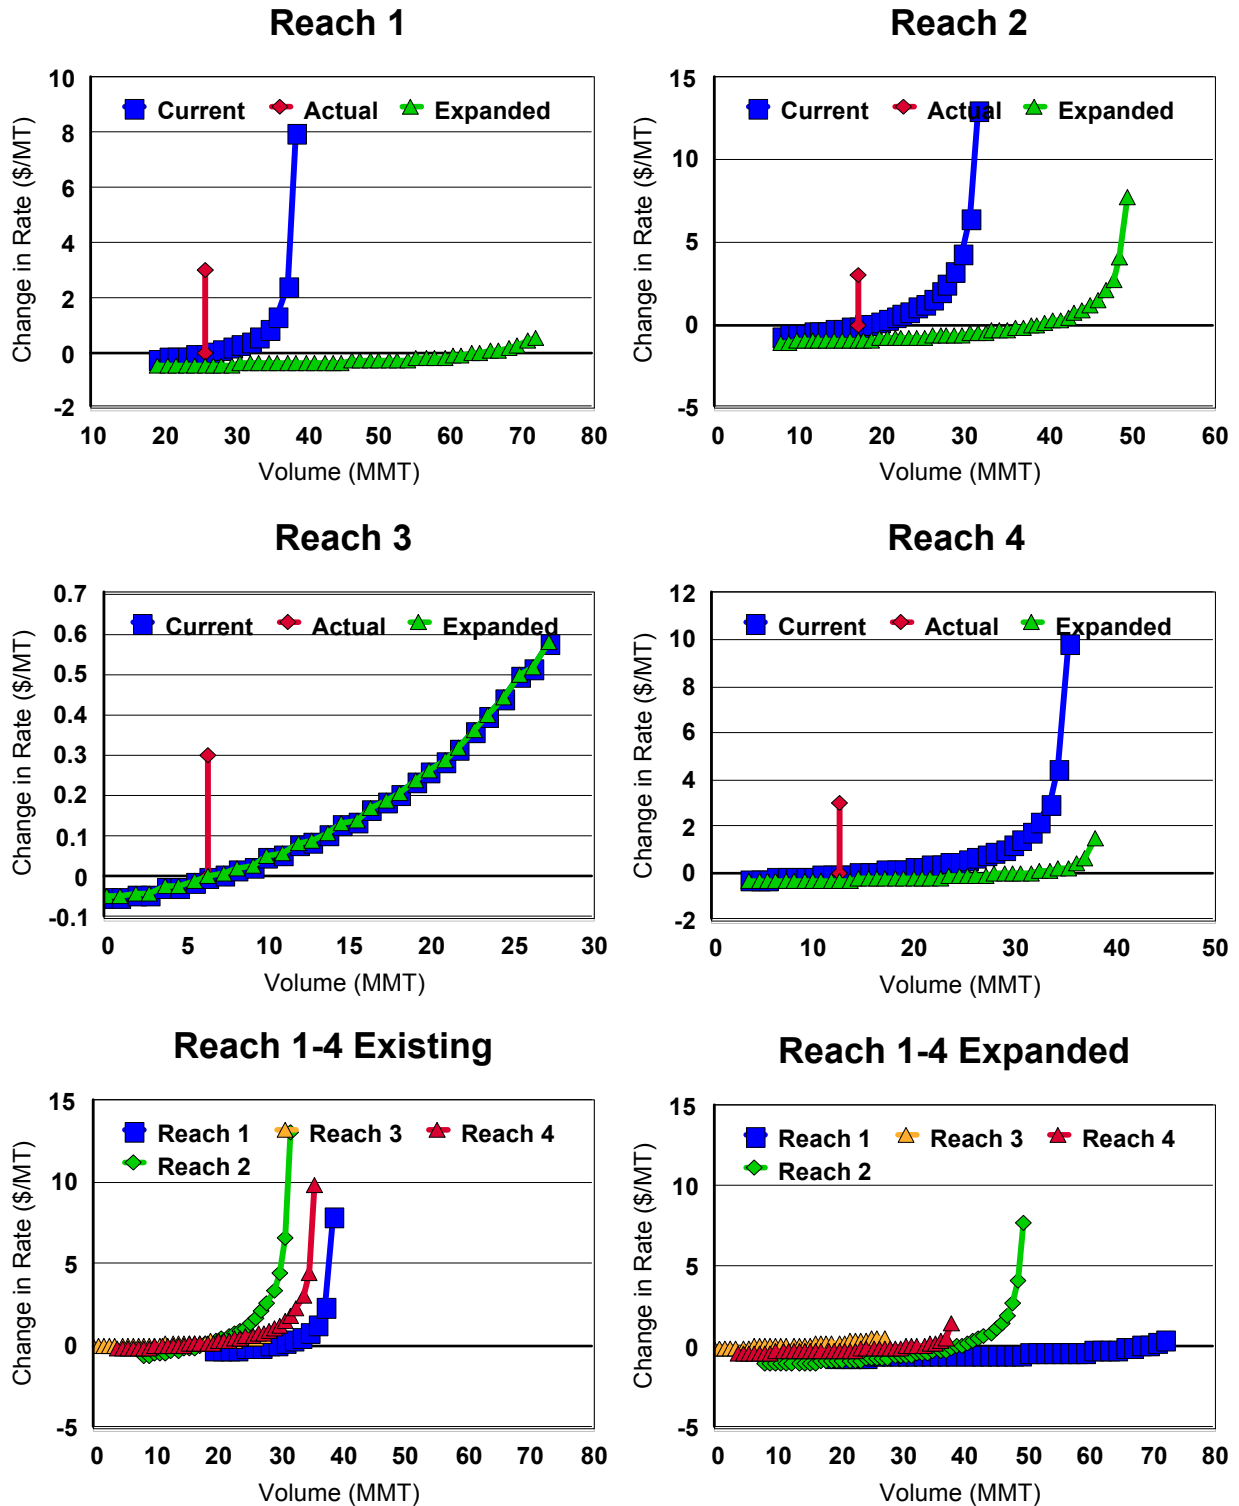 Reach 1
Change in Rate ($/MT)
10
8
6
4
2
0
-2
Current Actual Expanded
10 20 30 40 50 60 70 80
Volume (MMT)
Reach 2
Change in Rate ($/MT)
15
10
5
0
-5
Current Actual Expanded
0 10 20 30 40 50 60
Volume (MMT)
Reach 3
Change in Rate ($/MT)
0.7
0.6
0.5
0.4
0.3
0.2
0.1
0
-0.1
Current Actual Expanded
0 5 10 15 20 25 30
Volume (MMT)
Reach 4
Change in Rate ($/MT)
12
10
8
6
4
2
0
-2
Current Actual Expanded
0 10 20 30 40 50
Volume (MMT)
Reach 1-4 Existing
Change in Rate ($/MT)
15
10
5
0
-5
Reach 1 Reach 3 Reach 4
Reach 2
0 10 20 30 40 50 60 70 80
Volume (MMT)
Reach 1-4 Expanded
Change in Rate ($/MT)
15
10
5
0
-5
Reach 1 Reach 3 Reach 4
Reach 2
0 10 20 30 40 50 60 70 80
Volume (MMT)